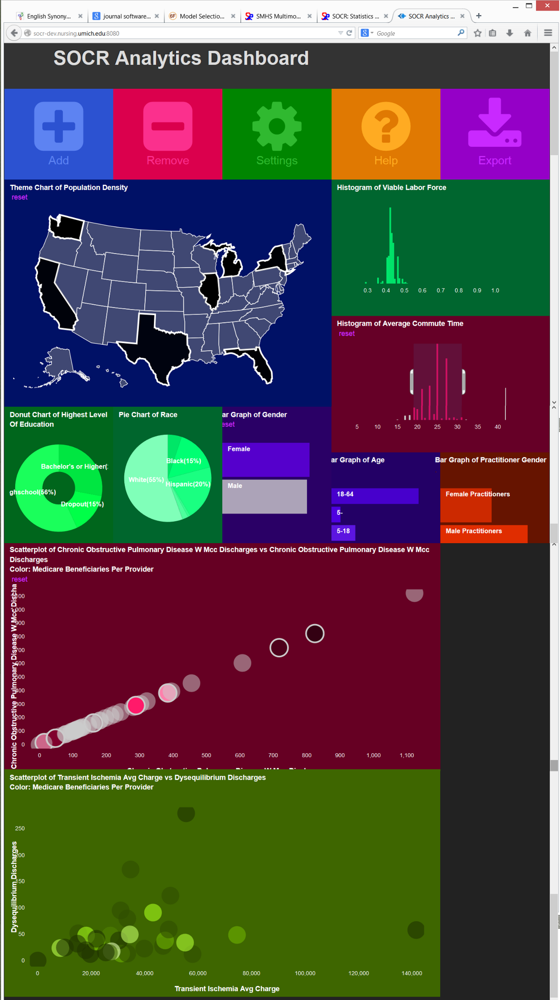 English Synony...
journal software...
6F Model Selectio...
SMHS Multimo...
SOCR: Statistics ...
SOCR Analytics ...
socr-dev.nursing.umich.edu:8080
Google
SOCR Analytics Dashboard
Add
Remove
Settings
Help
Export
Theme Chart of Population Density
reset
Histogram of Viable Labor Force
0.3 0.4 0.5 0.6 0.7 0.8 0.9 1.0
Histogram of Average Commute Time
reset
5 10 15 20 25 30 35 40
Donut Chart of Highest Level
Of Education
Bachelor's or Higher(
ghschool(56%)
Dropout(15%)
Pie Chart of Race
Black(15%)
White(55%)
Hispanic(20%)
ar Graph of Gender
eset
Female
Male
ar Graph of Age
18-64
5-
5-18
Bar Graph of Practitioner Gender
Female Practitioners
Male Practitioners
Scatterplot of Chronic Obstructive Pulmonary Disease W Mcc Discharges vs Chronic Obstructive Pulmonary Disease W Mcc
Discharges
Color: Medicare Beneficiaries Per Provider
reset
Chronic Obstructive Pulmonary Disease W Mcc Discha
1,100
1,000
900
800
700
600
500
400
300
200
100
0
0 100 200 300 400 500 600 700 800 900 1,000 1,100
Scatterplot of Transient Ischemia Avg Charge vs Dysequilibrium Discharges
Color: Medicare Beneficiaries Per Provider
Dysequilibrium Discharges
250
200
150
100
50
0
0 20,000 40,000 60,000 80,000 100,000 120,000 140,000
Transient Ischemia Avg Charge